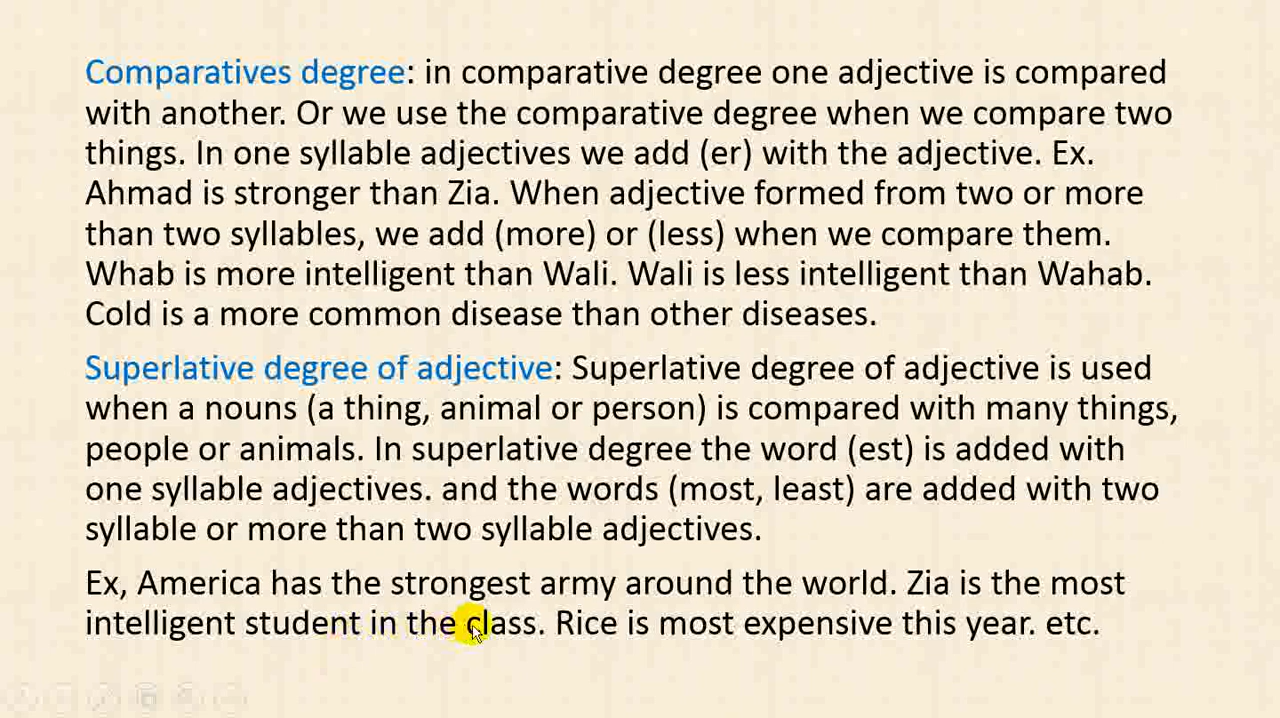 Comparatives degree: in comparative degree one adjective is compared
with another. Or we use the comparative degree when we compare two
things. In one syllable adjectives we add (er) with the adjective. Ex.
Ahmad is stronger than Zia. When adjective formed from two or more
than two syllables, we add (more) or (less) when we compare them.
Whab is more intelligent than Wali. Wali is less intelligent than Wahab.
Cold is a more common disease than other diseases.
Superlative degree of adjective: Superlative degree of adjective is used
when a nouns (a thing, animal or person) is compared with many things,
people or animals. In superlative degree the word (est) is added with
one syllable adjectives. and the words (most, least) are added with two
syllable or more than two syllable adjectives.
Ex, America has the strongest army around the world. Zia is the most
intelligent student in the class. Rice is most expensive this year. etc.